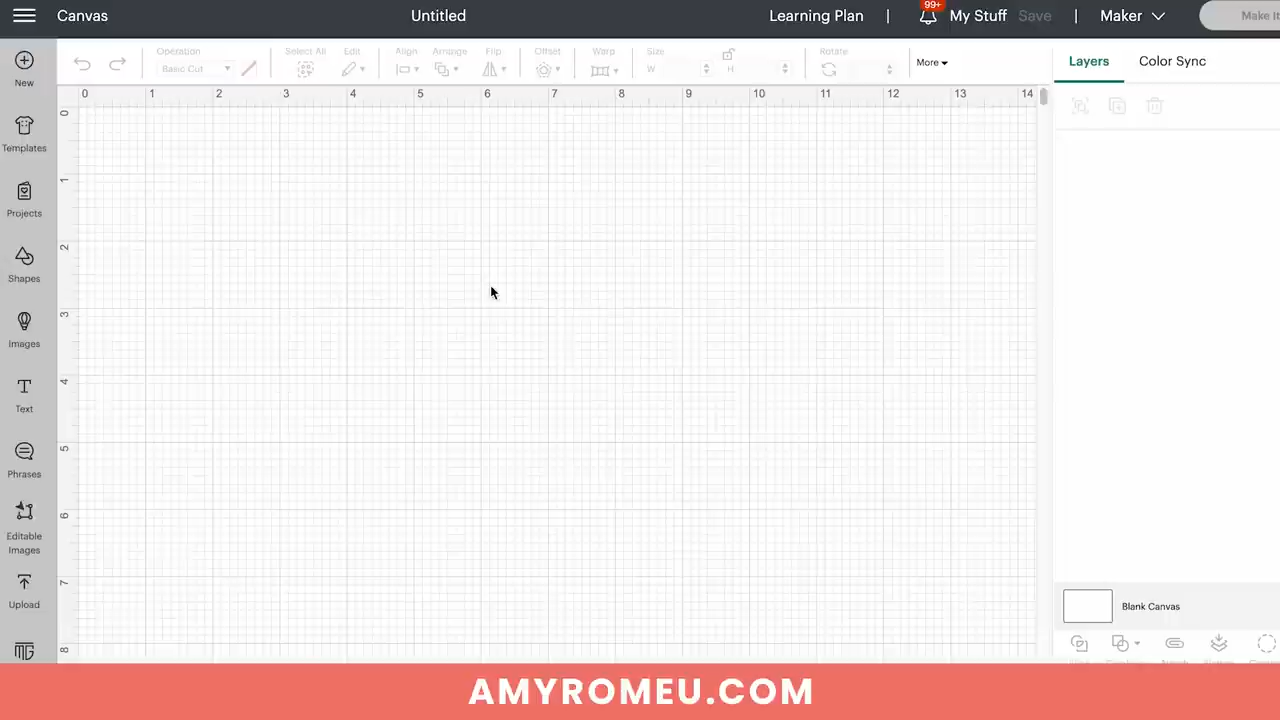 Canvas
Untitled
Learning Plan | 99+ My Stuff Save | Maker Make It
New
Templates
Projects
Shapes
Images
Text
Phrases
Editable
Images
Upload
Operation
Basic Cut
Select All
Edit
Align
Arrange
Flip
Offset
Warp
Size
W H
Rotate
More
0 1 2 3 4 5 6 7 8 9 10 11 12 13 14
0
1
2
3
4
5
6
7
8
Layers Color Sync
Blank Canvas
AMYROMEU.COM